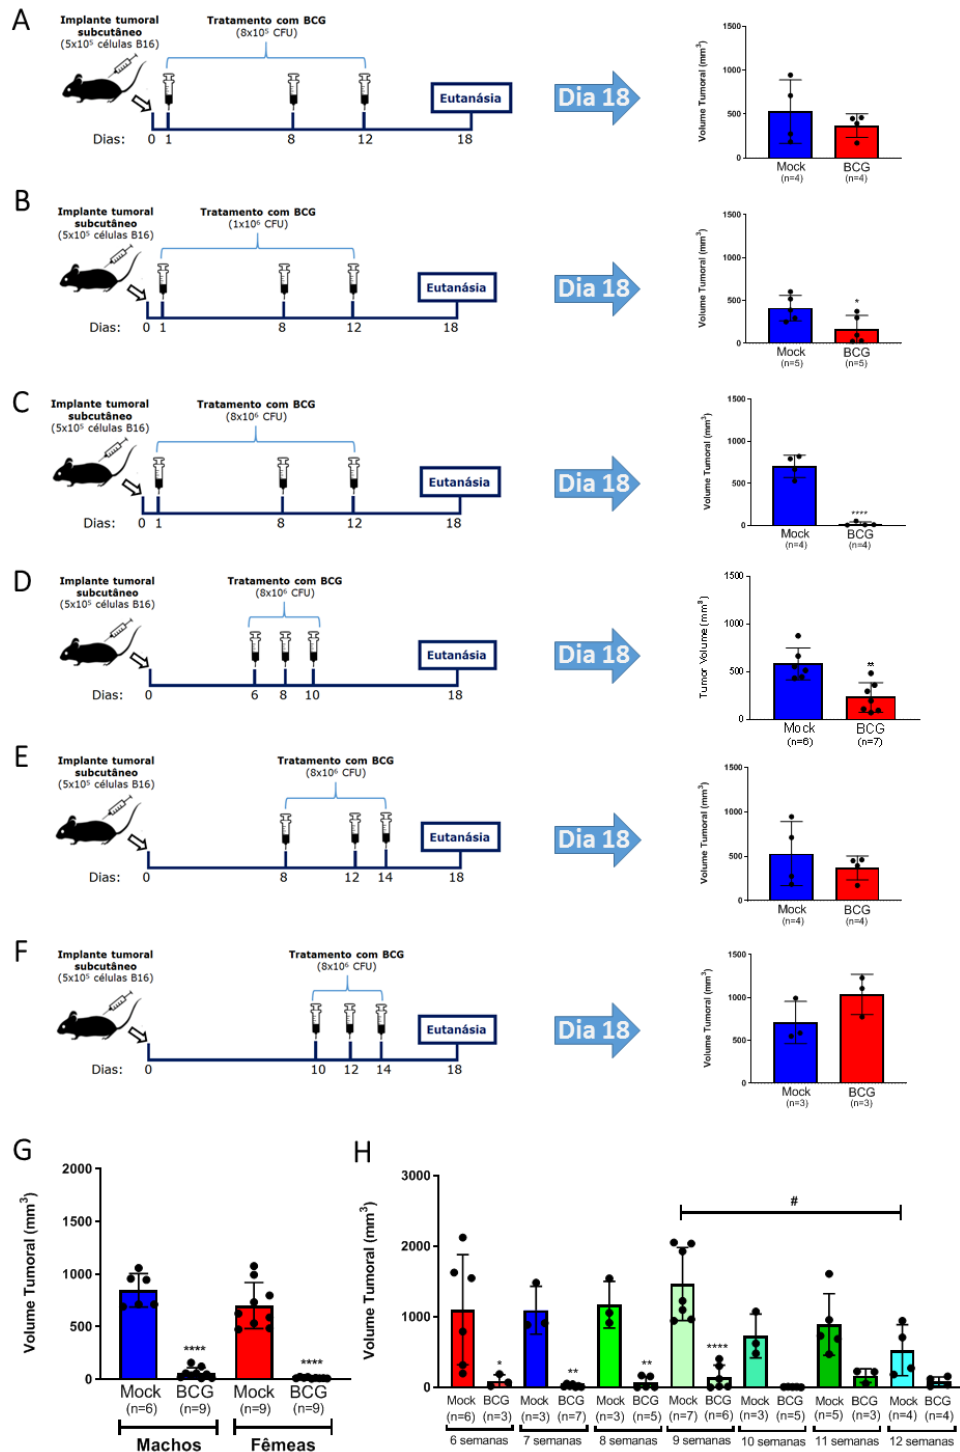 A
Implante tumoral
subcutâneo
(5x10⁵ células B16)
Tratamento com BCG
(8x10⁵ CFU)
Eutanásia
Dias:
0 1 8 12 18
Dia 18
Volume Tumoral (mm³)
1500
1000
500
0
Mock BCG
(n=4) (n=4)
B
Implante tumoral
subcutâneo
(5x10⁵ células B16)
Tratamento com BCG
(1x10⁶ CFU)
Eutanásia
Dias:
0 1 8 12 18
Dia 18
Volume Tumoral (mm³)
1500
1000
500
0
*
Mock BCG
(n=5) (n=5)
C
Implante tumoral
subcutâneo
(5x10⁵ células B16)
Tratamento com BCG
(8x10⁶ CFU)
Eutanásia
Dias:
0 1 8 12 18
Dia 18
Volume Tumoral (mm³)
1500
1000
500
0
****
Mock BCG
(n=4) (n=4)
D
Implante tumoral
subcutâneo
(5x10⁵ células B16)
Tratamento com BCG
(8x10⁶ CFU)
Eutanásia
Dias:
0 6 8 10 18
Dia 18
Tumor Volume (mm³)
1500
1000
500
0
**
Mock BCG
(n=6) (n=7)
E
Implante tumoral
subcutâneo
(5x10⁵ células B16)
Tratamento com BCG
(8x10⁶ CFU)
Eutanásia
Dias:
0 8 12 14 18
Dia 18
Volume Tumoral (mm³)
1500
1000
500
0
Mock BCG
(n=4) (n=4)
F
Implante tumoral
subcutâneo
(5x10⁵ células B16)
Tratamento com BCG
(8x10⁶ CFU)
Eutanásia
Dias:
0 10 12 14 18
Dia 18
Volume Tumoral (mm³)
1500
1000
500
0
Mock BCG
(n=3) (n=3)
G
Volume Tumoral (mm³)
2000
1500
1000
500
0
**** ****
Mock BCG Mock BCG
(n=6) (n=9) (n=9) (n=9)
Machos Fêmeas
H
Volume Tumoral (mm³)
3000
2000
1000
0
#
* ** ** ****
Mock BCG Mock BCG Mock BCG Mock BCG Mock BCG Mock BCG Mock BCG
(n=6) (n=3) (n=3) (n=7) (n=3) (n=5) (n=7) (n=6) (n=3) (n=5) (n=5) (n=3) (n=4) (n=4)
6 semanas 7 semanas 8 semanas 9 semanas 10 semanas 11 semanas 12 semanas